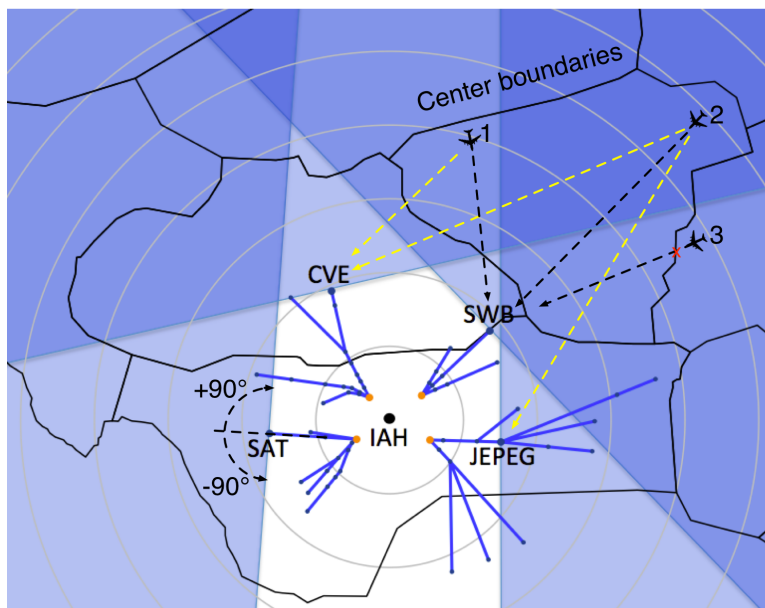 Center boundaries
1
2
3
CVE
SWB
+90°
SAT
IAH
JEPEG
-90°
x